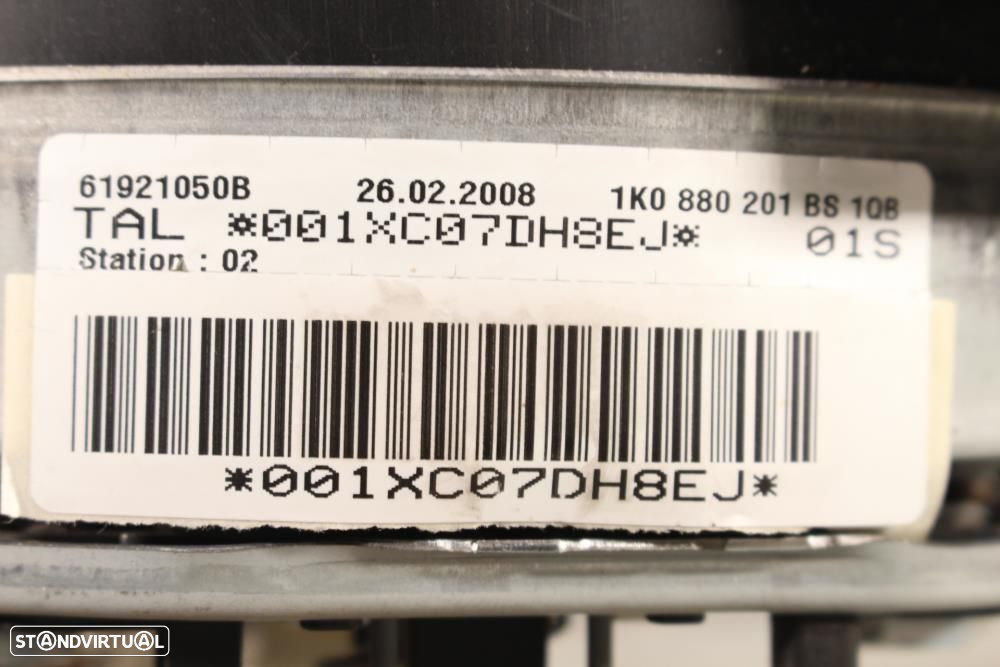 61921050B 26.02.2008 1K0 880 201 BS 1QB
TAL *001XC07DH8EJ* 01S
Station : 02
*001XC07DH8EJ*
STANDVIRTUAL